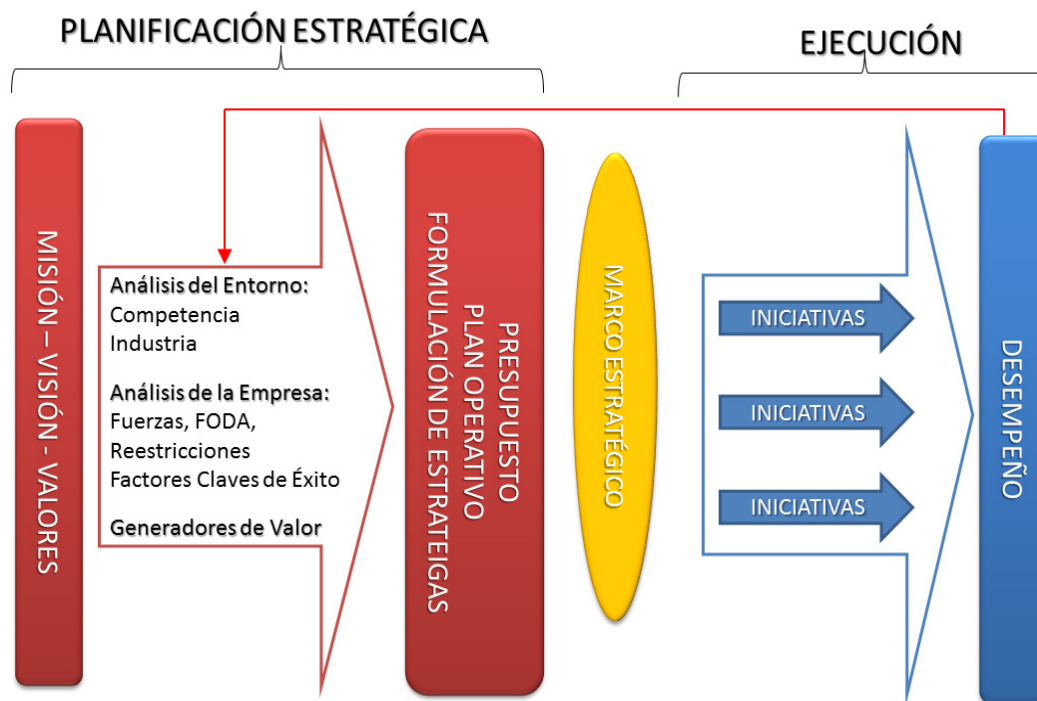 PLANIFICACIÓN ESTRATÉGICA
EJECUCIÓN
MISIÓN – VISIÓN - VALORES
Análisis del Entorno:
Competencia
Industria
Análisis de la Empresa:
Fuerzas, FODA,
Reestricciones
Factores Claves de Éxito
Generadores de Valor
PRESUPUESTO
PLAN OPERATIVO
FORMULACIÓN DE ESTRATEIGAS
MARCO ESTRATÉGICO
INICIATIVAS
INICIATIVAS
INICIATIVAS
DESEMPEÑO